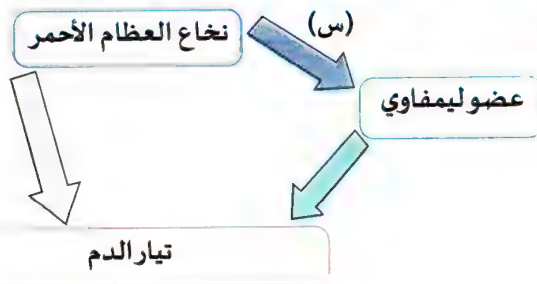 نخاع العظام الأحمر
(س)
عضو ليمفاوي
تيار الدم